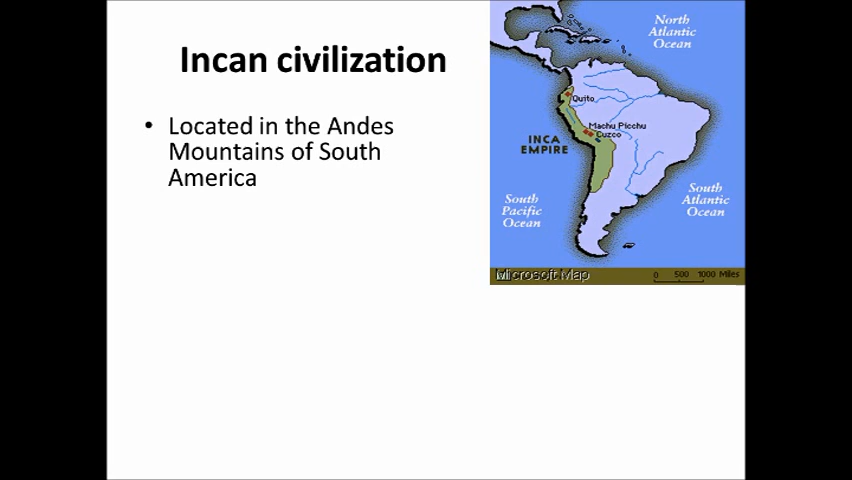 Incan civilization
• Located in the Andes
Mountains of South
America
North
Atlantic
Ocean
Quito
Machu Picchu
Cuzco
INCA
EMPIRE
South
Pacific
Ocean
South
Atlantic
Ocean
Microsoft Map
0 500 1000 Miles